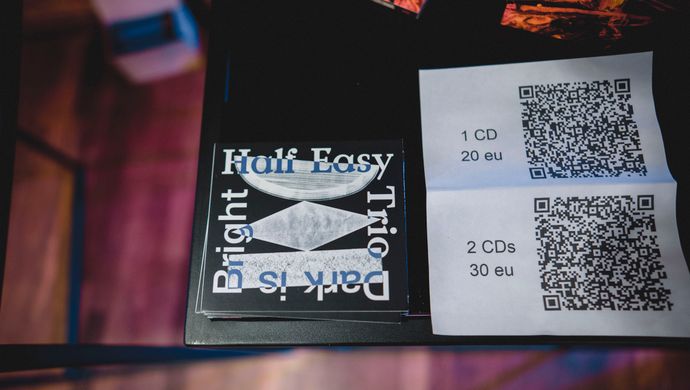 Half Easy
Trio
Dark is
Bright
1 CD
20 eu
2 CDs
30 eu